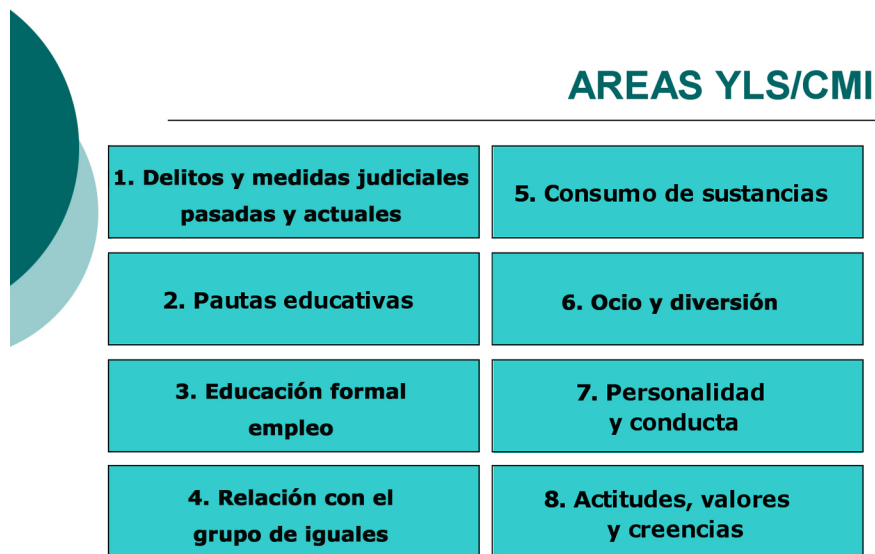 AREAS YLS/CMI
1. Delitos y medidas judiciales
pasadas y actuales
2. Pautas educativas
3. Educación formal
empleo
4. Relación con el
grupo de iguales
5. Consumo de sustancias
6. Ocio y diversión
7. Personalidad
y conducta
8. Actitudes, valores
y creencias